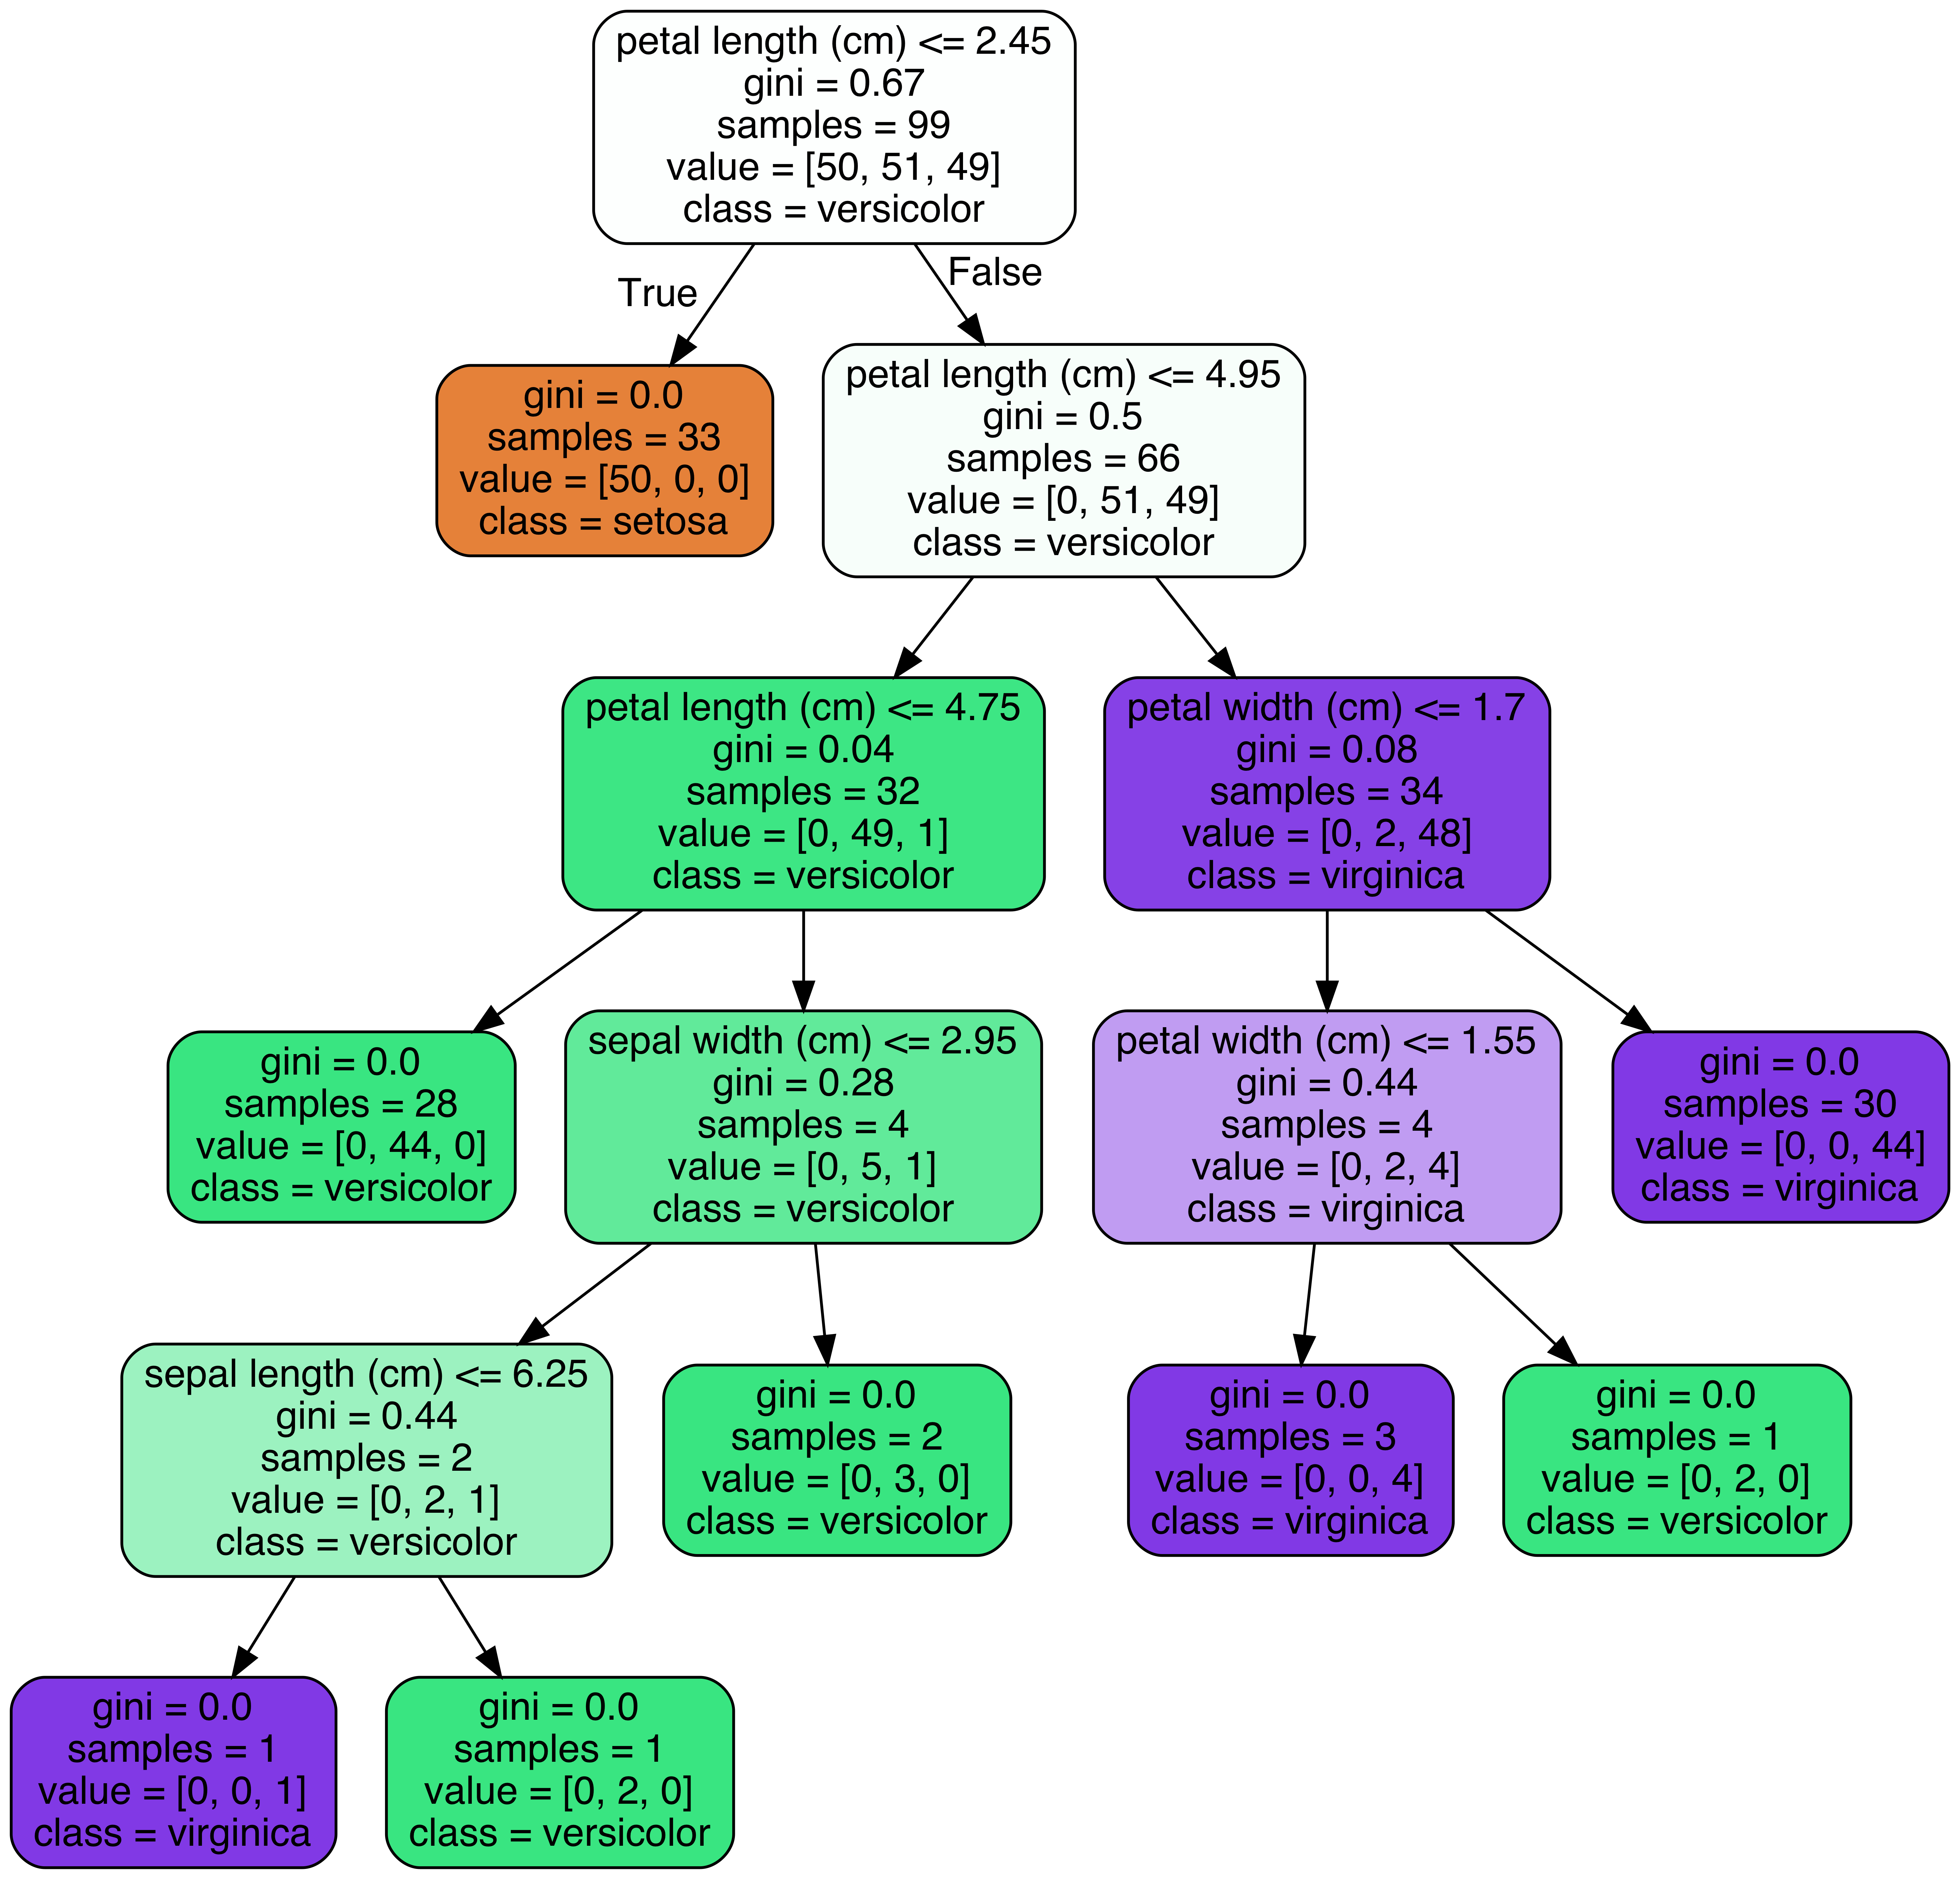 petal length (cm) <= 2.45
gini = 0.67
samples = 99
value = [50, 51, 49]
class = versicolor
True
False
gini = 0.0
samples = 33
value = [50, 0, 0]
class = setosa
petal length (cm) <= 4.95
gini = 0.5
samples = 66
value = [0, 51, 49]
class = versicolor
petal length (cm) <= 4.75
gini = 0.04
samples = 32
value = [0, 49, 1]
class = versicolor
petal width (cm) <= 1.7
gini = 0.08
samples = 34
value = [0, 2, 48]
class = virginica
gini = 0.0
samples = 28
value = [0, 44, 0]
class = versicolor
sepal width (cm) <= 2.95
gini = 0.28
samples = 4
value = [0, 5, 1]
class = versicolor
petal width (cm) <= 1.55
gini = 0.44
samples = 4
value = [0, 2, 4]
class = virginica
gini = 0.0
samples = 30
value = [0, 0, 44]
class = virginica
sepal length (cm) <= 6.25
gini = 0.44
samples = 2
value = [0, 2, 1]
class = versicolor
gini = 0.0
samples = 2
value = [0, 3, 0]
class = versicolor
gini = 0.0
samples = 3
value = [0, 0, 4]
class = virginica
gini = 0.0
samples = 1
value = [0, 2, 0]
class = versicolor
gini = 0.0
samples = 1
value = [0, 0, 1]
class = virginica
gini = 0.0
samples = 1
value = [0, 2, 0]
class = versicolor